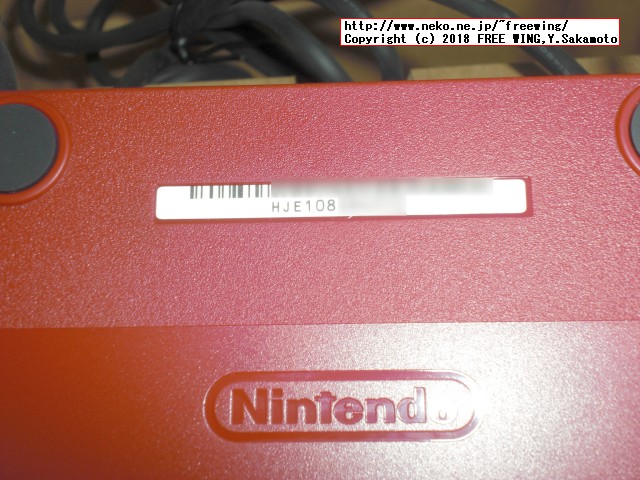 http://www.neko.ne.jp/~freewing/
Copyright (c) 2018 FREE WING,Y.Sakamoto
HJE108
Nintendo